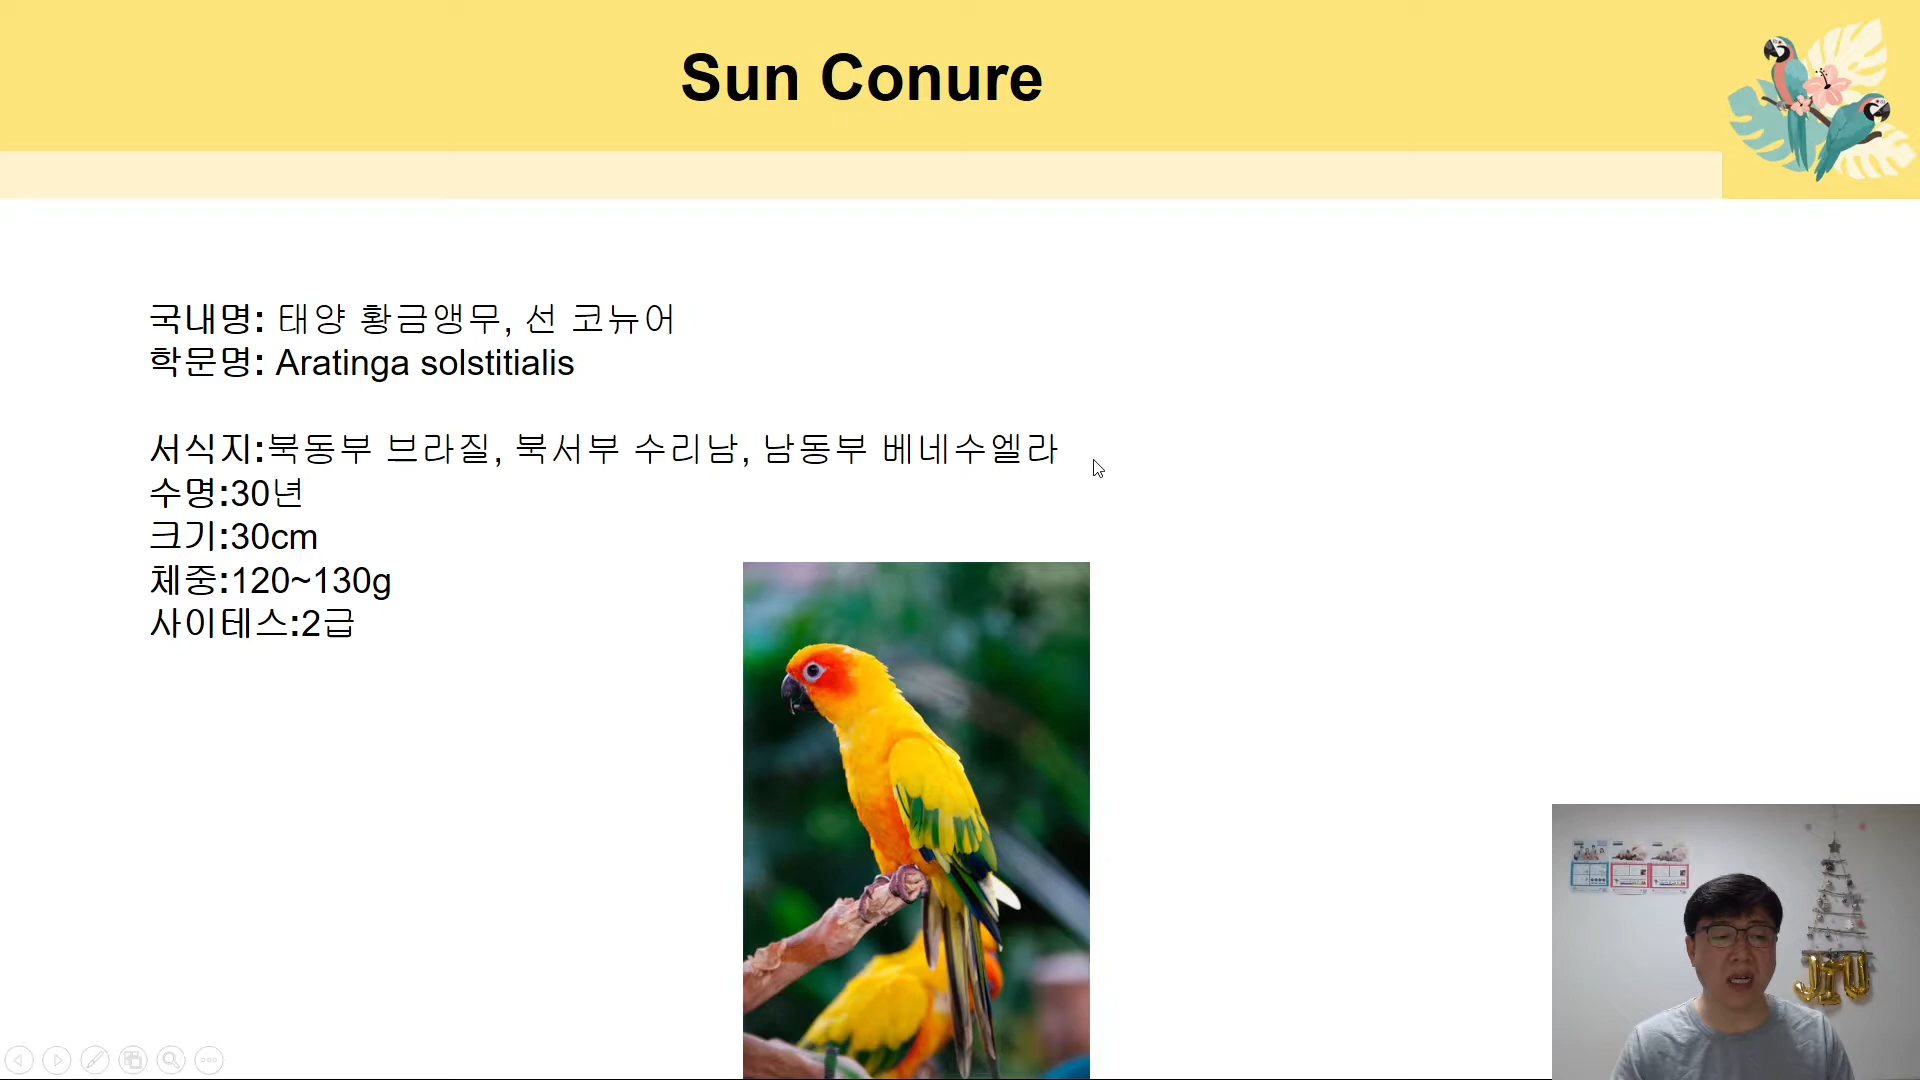 Sun Conure
국내명: 태양 황금앵무, 선 코뉴어
학문명: Aratinga solstitialis
서식지:북동부 브라질, 북서부 수리남, 남동부 베네수엘라
수명:30년
크기:30cm
체중:120~130g
사이테스:2급